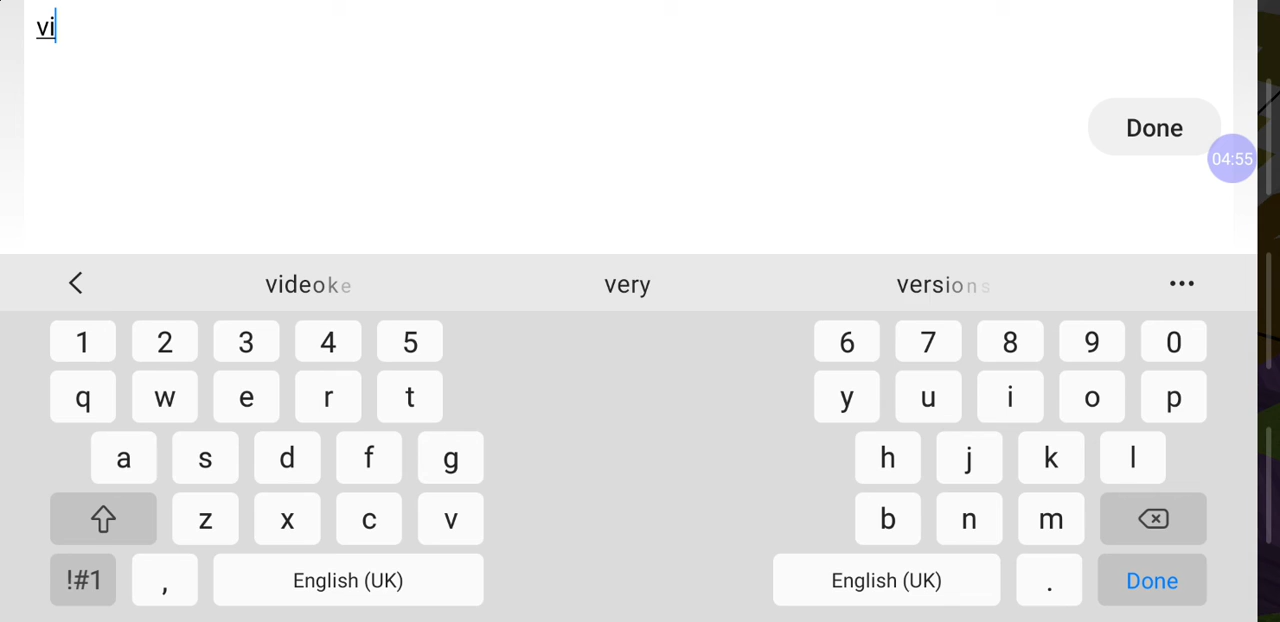 vi
Done
04:55
videoke very versions
1 2 3 4 5 6 7 8 9 0
q w e r t y u i o p
a s d f g h j k l
z x c v b n m
!#1 , English (UK) English (UK) . Done